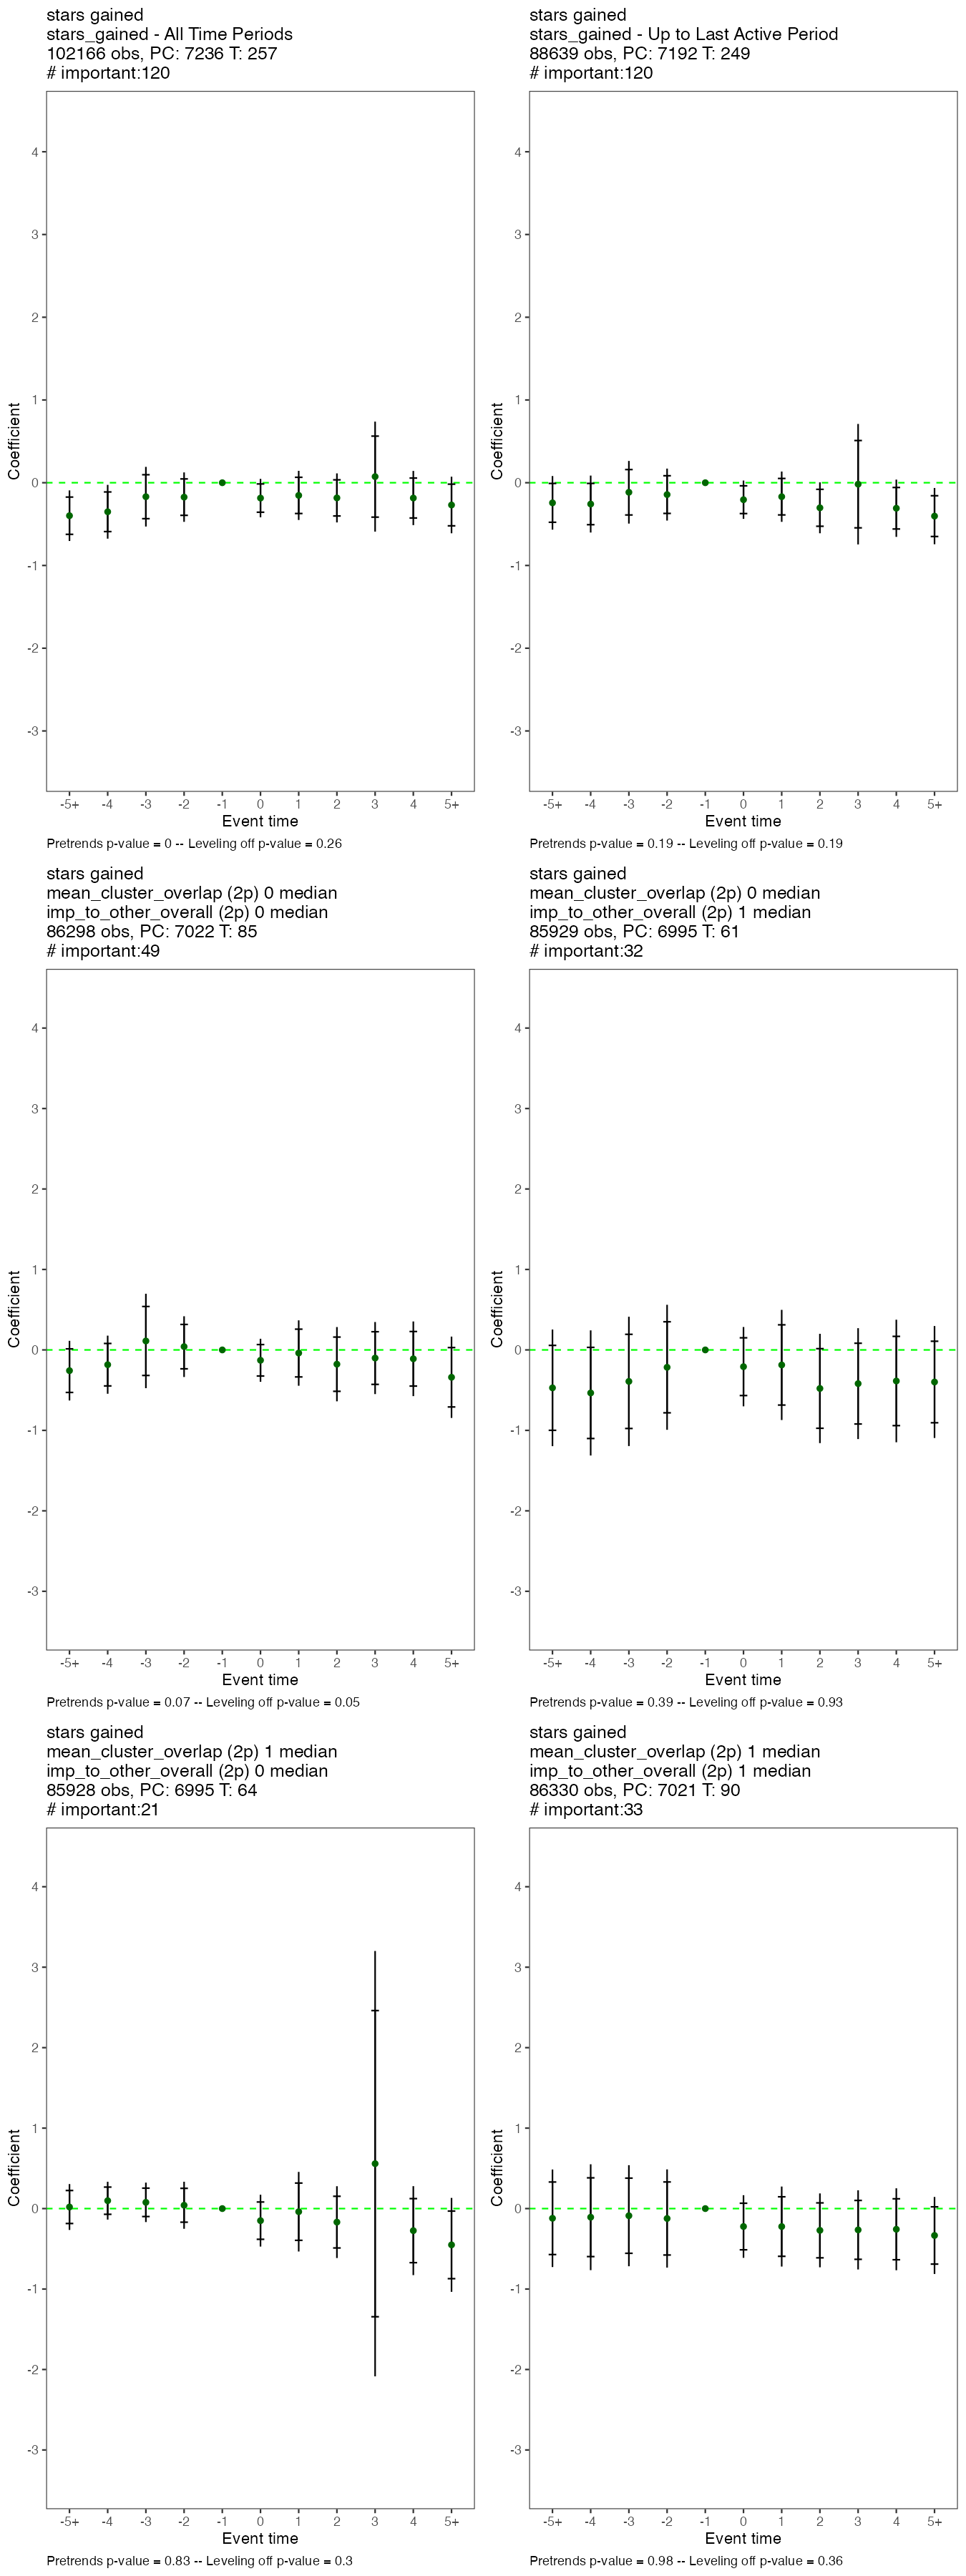 stars gained
stars_gained - All Time Periods
102166 obs, PC: 7236 T: 257
# important:120
4
3
2
1
0
-1
-2
-3
Coefficient
-5+ -4 -3 -2 -1 0 1 2 3 4 5+
Event time
Pretrends p-value = 0 -- Leveling off p-value = 0.26
stars gained
stars_gained - Up to Last Active Period
88639 obs, PC: 7192 T: 249
# important:120
4
3
2
1
0
-1
-2
-3
Coefficient
-5+ -4 -3 -2 -1 0 1 2 3 4 5+
Event time
Pretrends p-value = 0.19 -- Leveling off p-value = 0.19
stars gained
mean_cluster_overlap (2p) 0 median
imp_to_other_overall (2p) 0 median
86298 obs, PC: 7022 T: 85
# important:49
4
3
2
1
0
-1
-2
-3
Coefficient
-5+ -4 -3 -2 -1 0 1 2 3 4 5+
Event time
Pretrends p-value = 0.07 -- Leveling off p-value = 0.05
stars gained
mean_cluster_overlap (2p) 0 median
imp_to_other_overall (2p) 1 median
85929 obs, PC: 6995 T: 61
# important:32
4
3
2
1
0
-1
-2
-3
Coefficient
-5+ -4 -3 -2 -1 0 1 2 3 4 5+
Event time
Pretrends p-value = 0.39 -- Leveling off p-value = 0.93
stars gained
mean_cluster_overlap (2p) 1 median
imp_to_other_overall (2p) 0 median
85928 obs, PC: 6995 T: 64
# important:21
4
3
2
1
0
-1
-2
-3
Coefficient
-5+ -4 -3 -2 -1 0 1 2 3 4 5+
Event time
Pretrends p-value = 0.83 -- Leveling off p-value = 0.3
stars gained
mean_cluster_overlap (2p) 1 median
imp_to_other_overall (2p) 1 median
86330 obs, PC: 7021 T: 90
# important:33
4
3
2
1
0
-1
-2
-3
Coefficient
-5+ -4 -3 -2 -1 0 1 2 3 4 5+
Event time
Pretrends p-value = 0.98 -- Leveling off p-value = 0.36